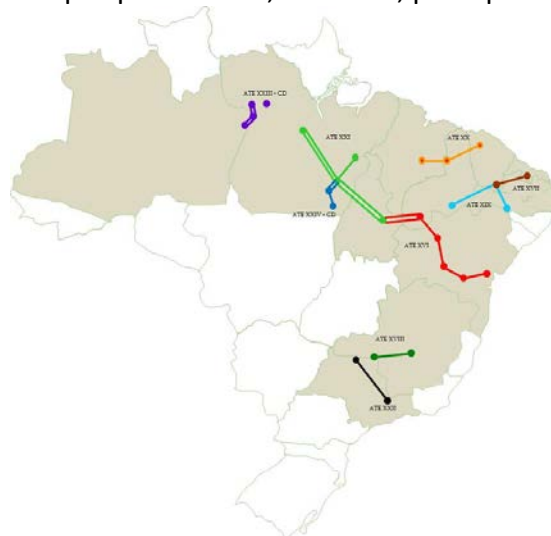 ATE XXIII + CD
ATE XXI
ATE XX
ATE XVII
ATE XIX
ATE XXIV + CD
ATE XVI
ATE XVIII
ATE XXII